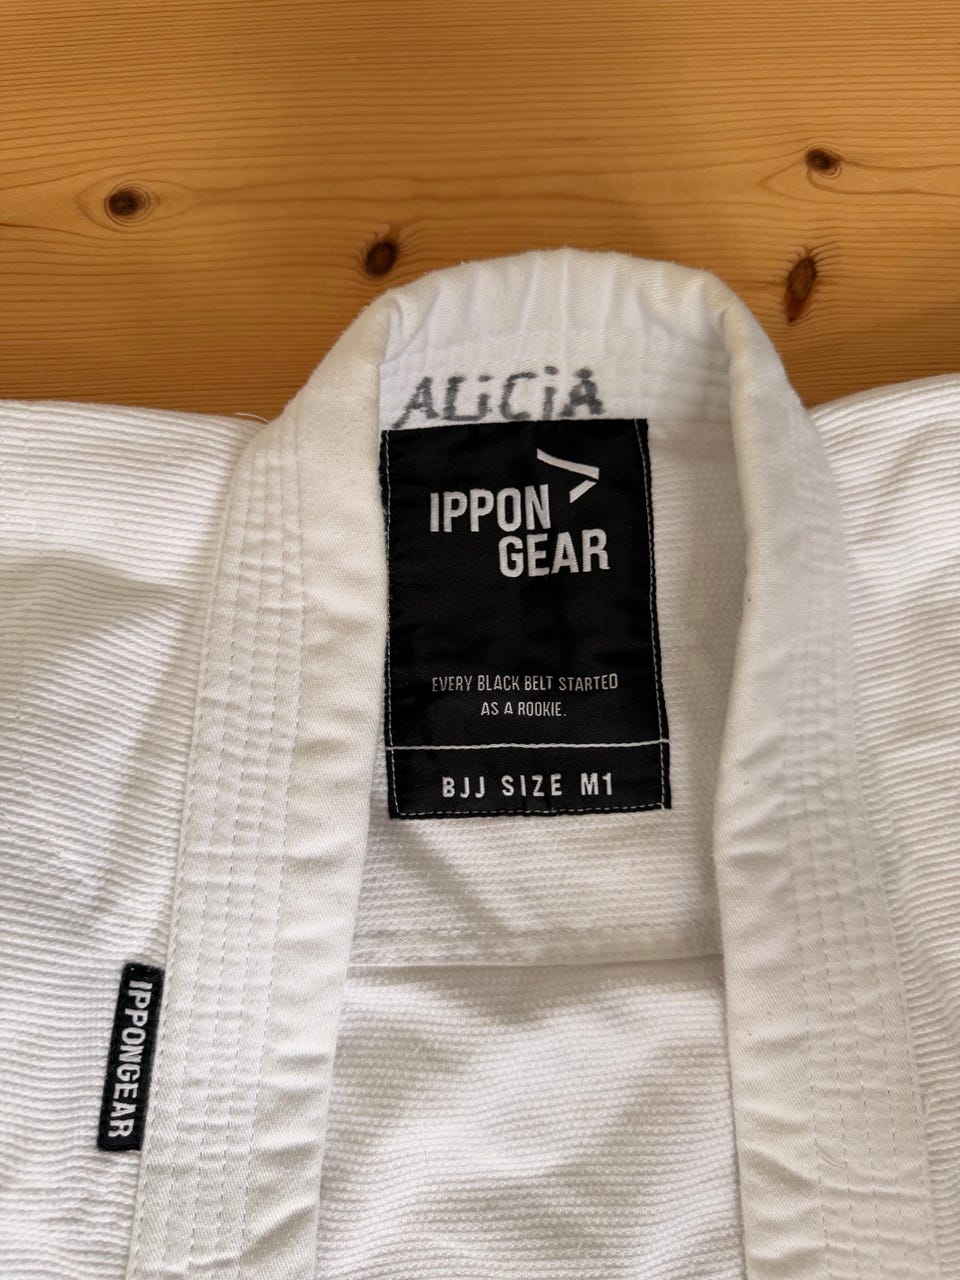 ALiCiA
IPPON
GEAR
EVERY BLACK BELT STARTED
AS A ROOKIE.
BJJ SIZE M1
IPPONGEAR